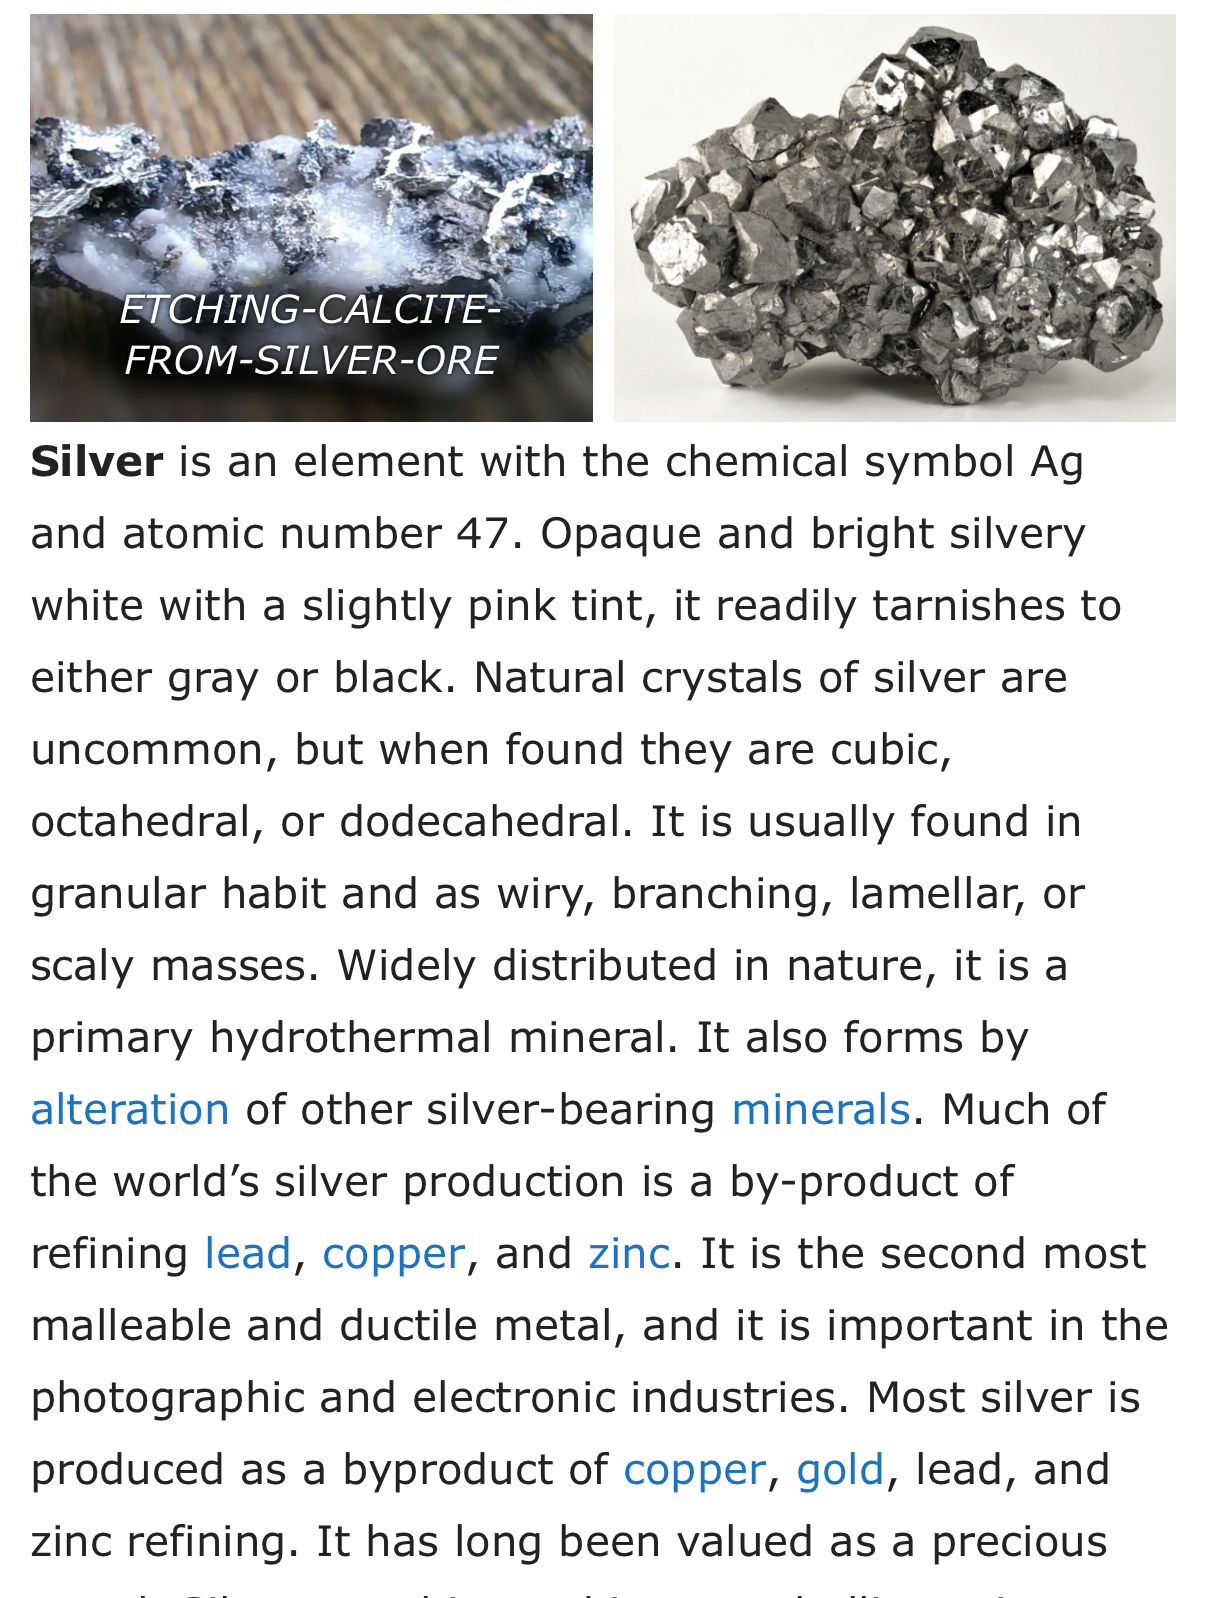 ETCHING-CALCITE-
FROM-SILVER-ORE
Silver is an element with the chemical symbol Ag
and atomic number 47. Opaque and bright silvery
white with a slightly pink tint, it readily tarnishes to
either gray or black. Natural crystals of silver are
uncommon, but when found they are cubic,
octahedral, or dodecahedral. It is usually found in
granular habit and as wiry, branching, lamellar, or
scaly masses. Widely distributed in nature, it is a
primary hydrothermal mineral. It also forms by
alteration of other silver-bearing minerals. Much of
the world’s silver production is a by-product of
refining lead, copper, and zinc. It is the second most
malleable and ductile metal, and it is important in the
photographic and electronic industries. Most silver is
produced as a byproduct of copper, gold, lead, and
zinc refining. It has long been valued as a precious